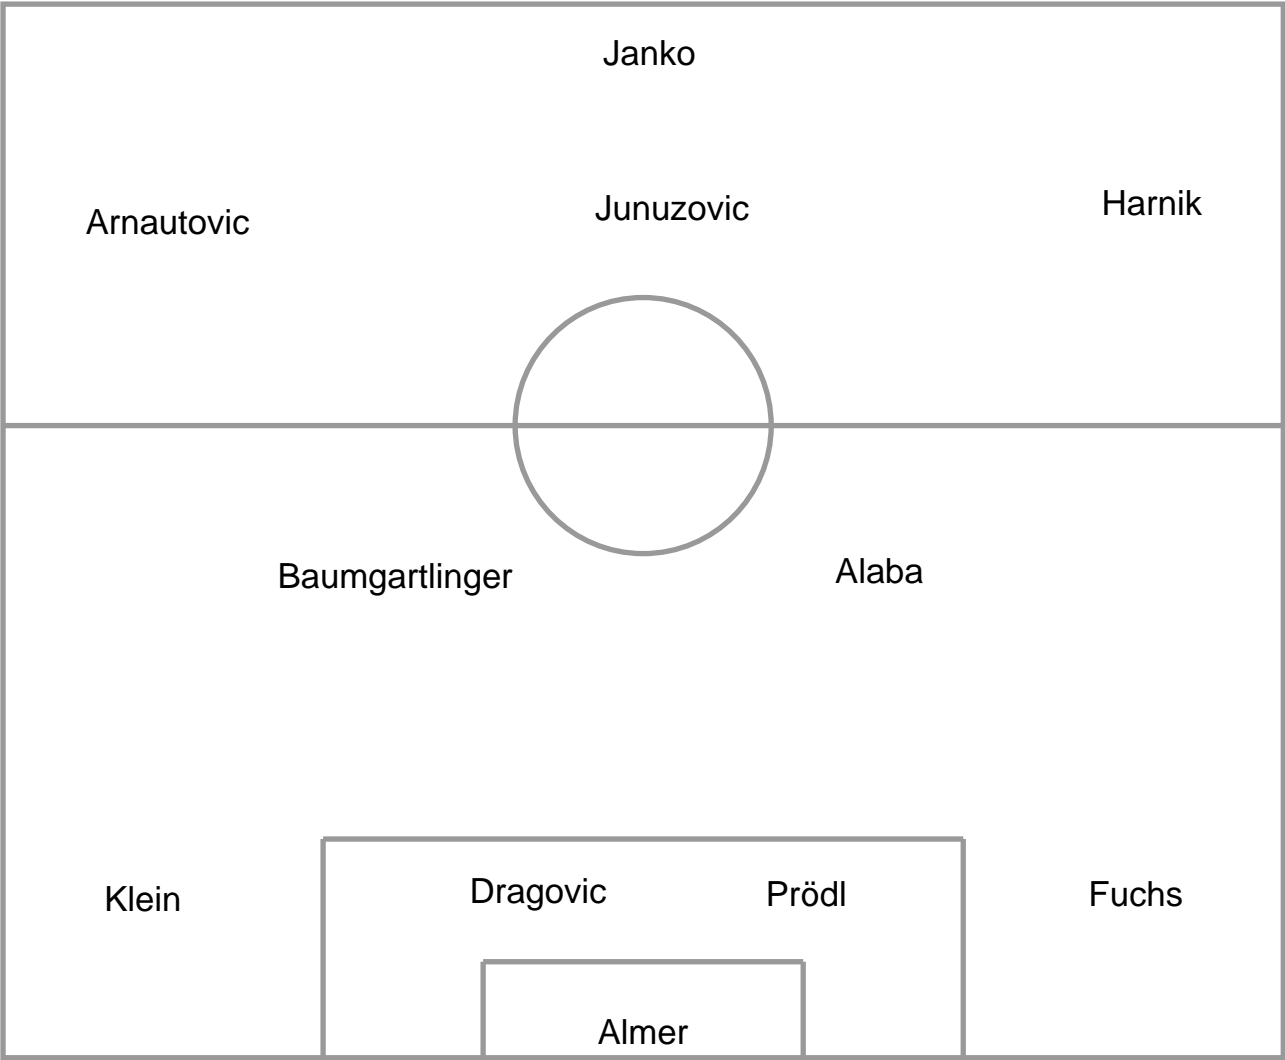 Janko
Arnautovic
Junuzovic
Harnik
Baumgartlinger
Alaba
Klein
Dragovic
Prödl
Fuchs
Almer